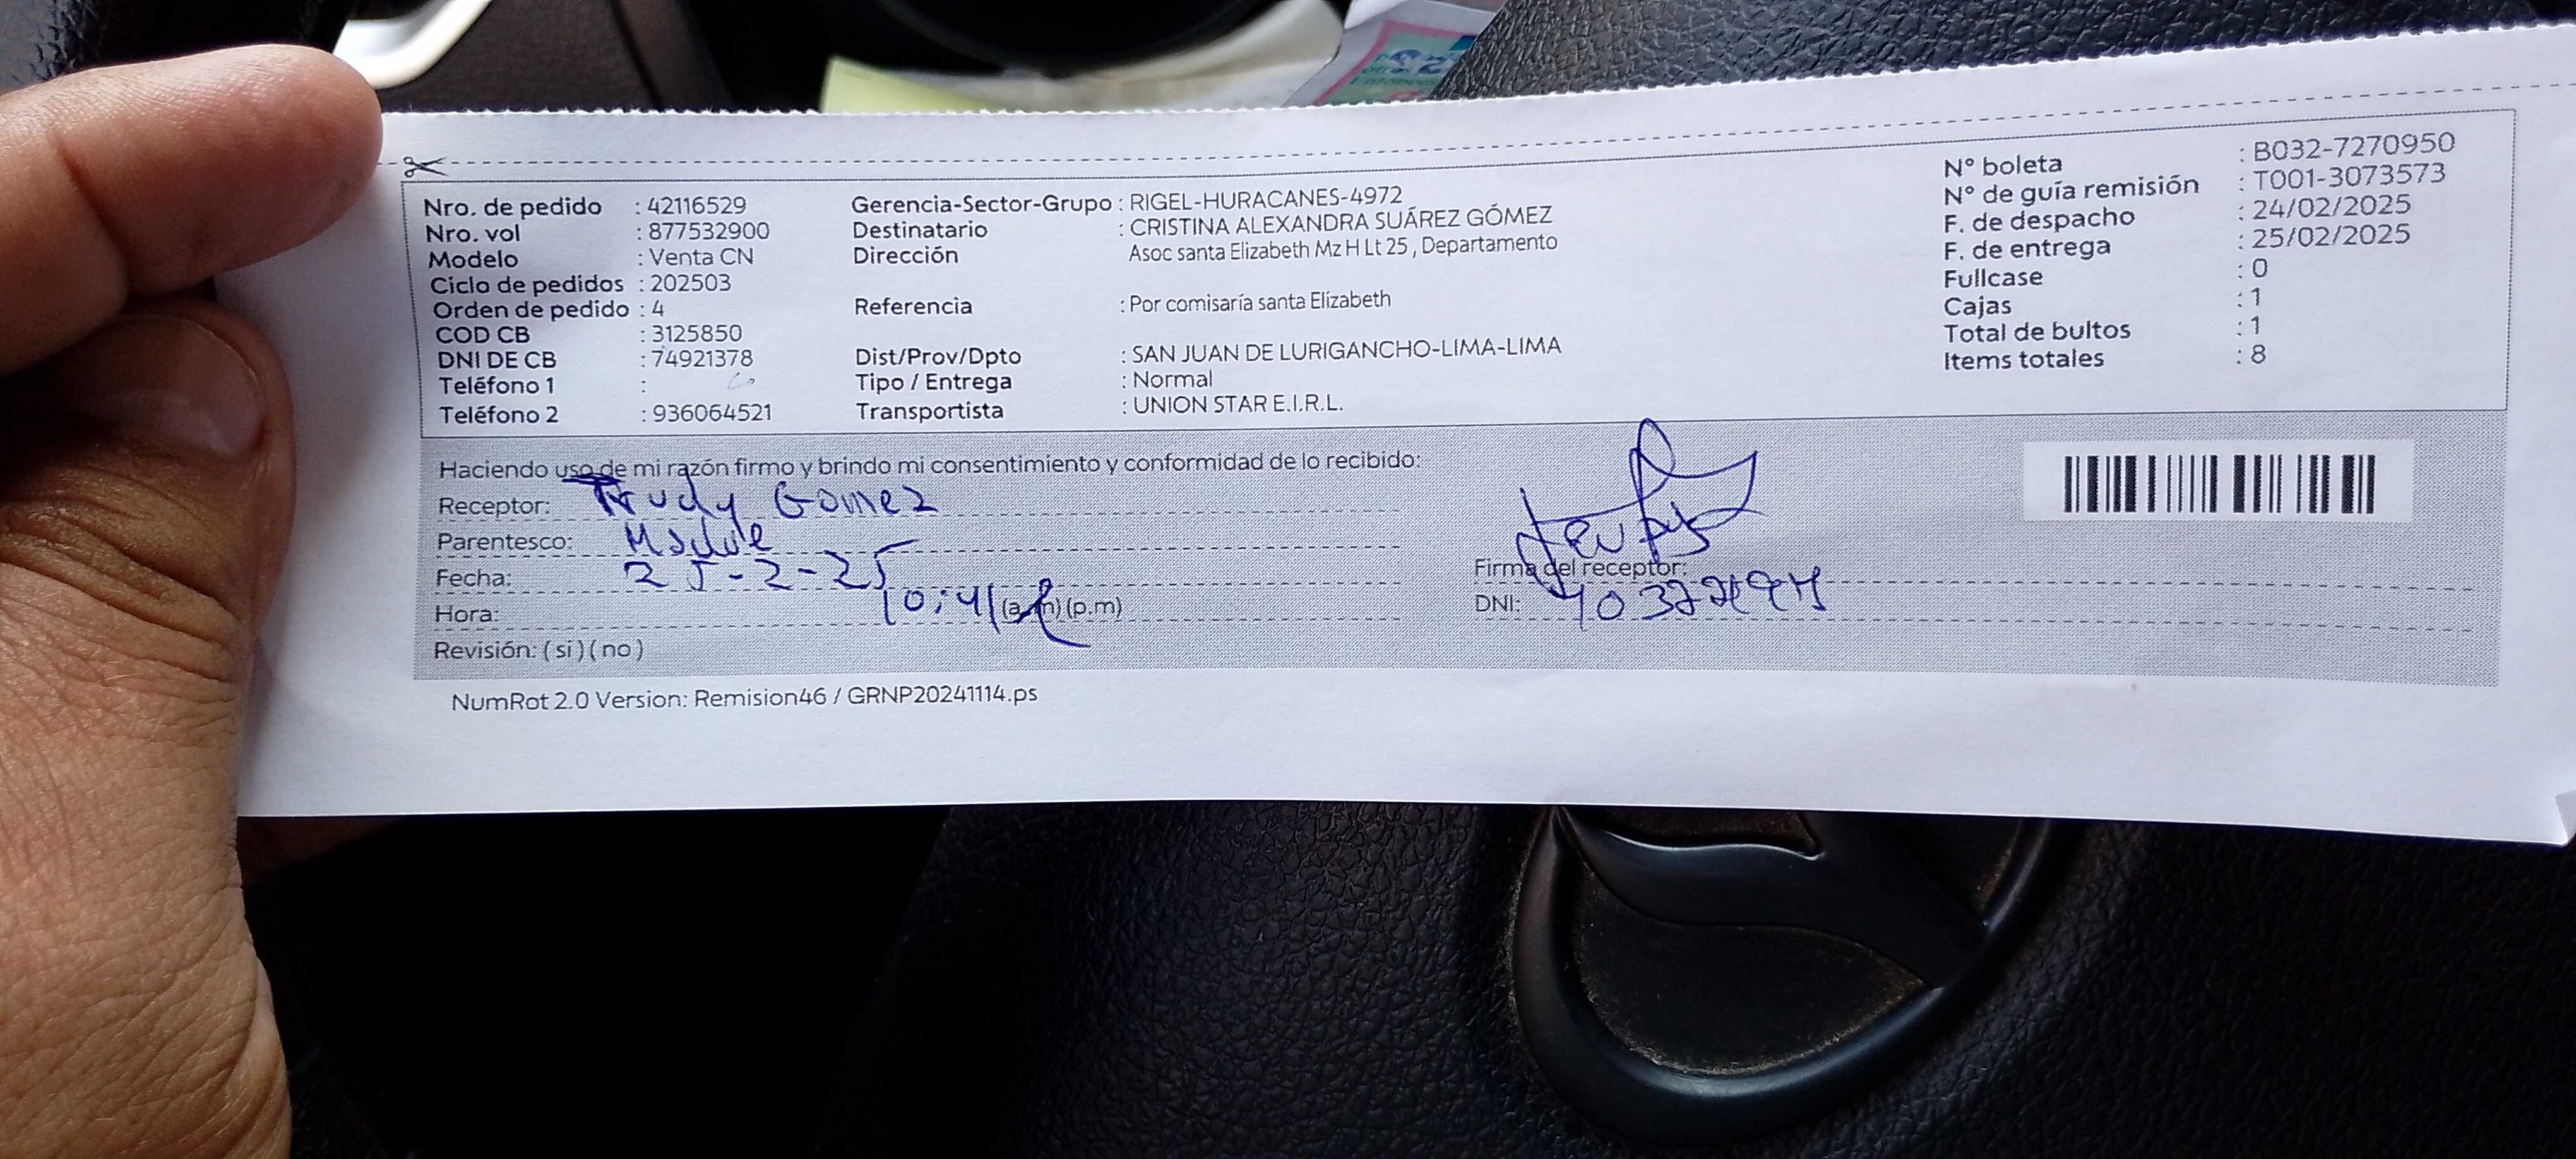 Nro. de pedido : 42116529
Nro. vol : 877532900
Modelo : Venta CN
Ciclo de pedidos : 202503
Orden de pedido : 4
COD CB : 3125850
DNI DE CB : 74921378
Teléfono 1 :
Teléfono 2 : 936064521
Gerencia-Sector-Grupo : RIGEL-HURACANES-4972
Destinatario : CRISTINA ALEXANDRA SUÁREZ GÓMEZ
Dirección Asoc santa Elizabeth Mz H Lt 25 , Departamento
Referencia : Por comisaría santa Elizabeth
Dist/Prov/Dpto : SAN JUAN DE LURIGANCHO-LIMA-LIMA
Tipo / Entrega : Normal
Transportista : UNION STAR E.I.R.L.
N° boleta : B032-7270950
N° de guía remisión : T001-3073573
F. de despacho : 24/02/2025
F. de entrega : 25/02/2025
Fullcase : 0
Cajas : 1
Total de bultos : 1
Items totales : 8
Haciendo uso de mi razón firmo y brindo mi consentimiento y conformidad de lo recibido:
Receptor: Trudy Gomez
Parentesco: Madre
Fecha: 25-2-25
Hora: 10:41 (a.m) (p.m)
Revisión: ( si ) ( no )
Firma del receptor:
DNI:
NumRot 2.0 Version: Remision46 / GRNP20241114.ps